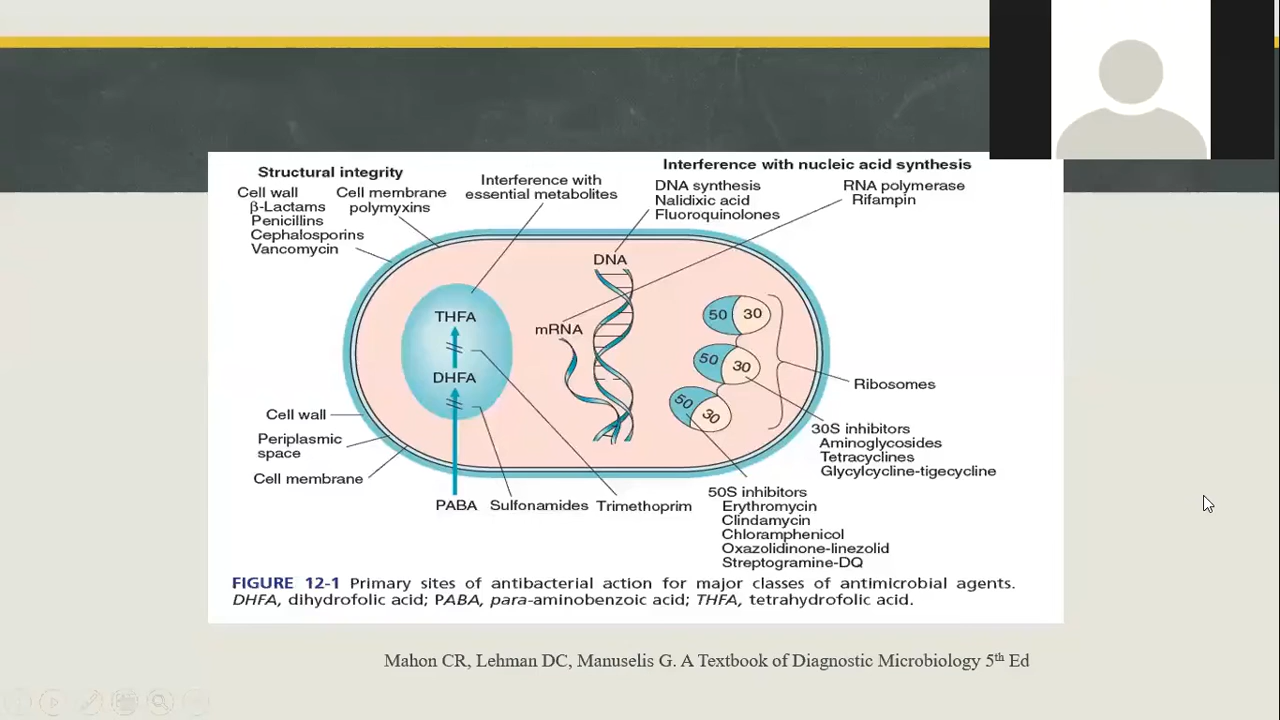 Structural integrity
Cell wall
β-Lactams
Penicillins
Cephalosporins
Vancomycin
Cell membrane
polymyxins
Interference with
essential metabolites
Interference with nucleic acid synthesis
DNA synthesis
Nalidixic acid
Fluoroquinolones
RNA polymerase
Rifampin
DNA
THFA
mRNA
DHFA
50 30
50 30
50 30
Ribosomes
Cell wall
Periplasmic
space
Cell membrane
PABA Sulfonamides Trimethoprim
30S inhibitors
Aminoglycosides
Tetracyclines
Glycylcycline-tigecycline
50S inhibitors
Erythromycin
Clindamycin
Chloramphenicol
Oxazolidinone-linezolid
Streptogramine-DQ
FIGURE 12-1 Primary sites of antibacterial action for major classes of antimicrobial agents.
DHFA, dihydrofolic acid; PABA, para-aminobenzoic acid; THFA, tetrahydrofolic acid.
Mahon CR, Lehman DC, Manuselis G. A Textbook of Diagnostic Microbiology 5th Ed